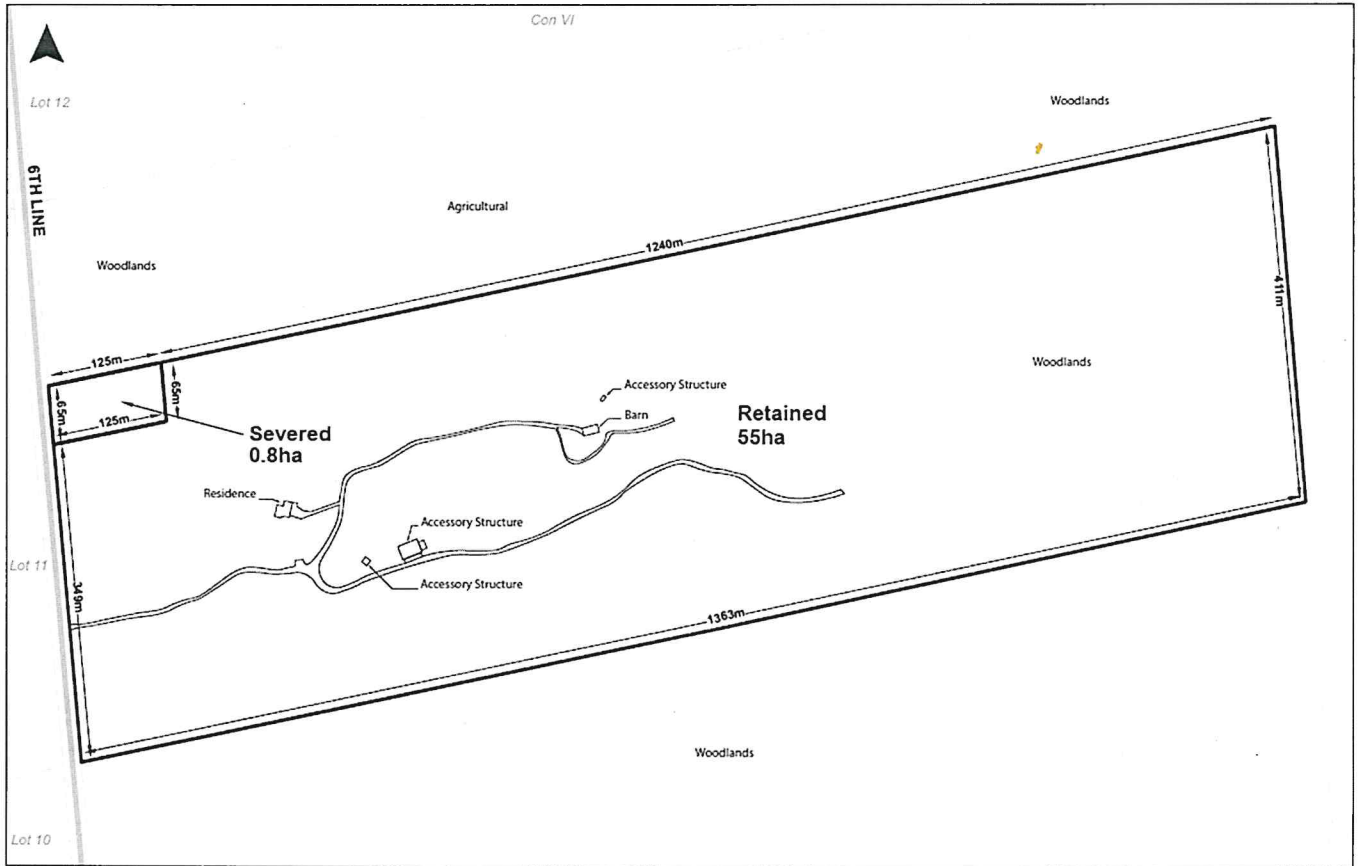 Con VI
Lot 12
Woodlands
6TH LINE
Agricultural
1240m
Woodlands
411m
125m
Woodlands
65m
65m
125m
Accessory Structure
Barn
Retained
55ha
Severed
0.8ha
Residence
Accessory Structure
Lot 11
Accessory Structure
349m
1363m
Woodlands
Lot 10